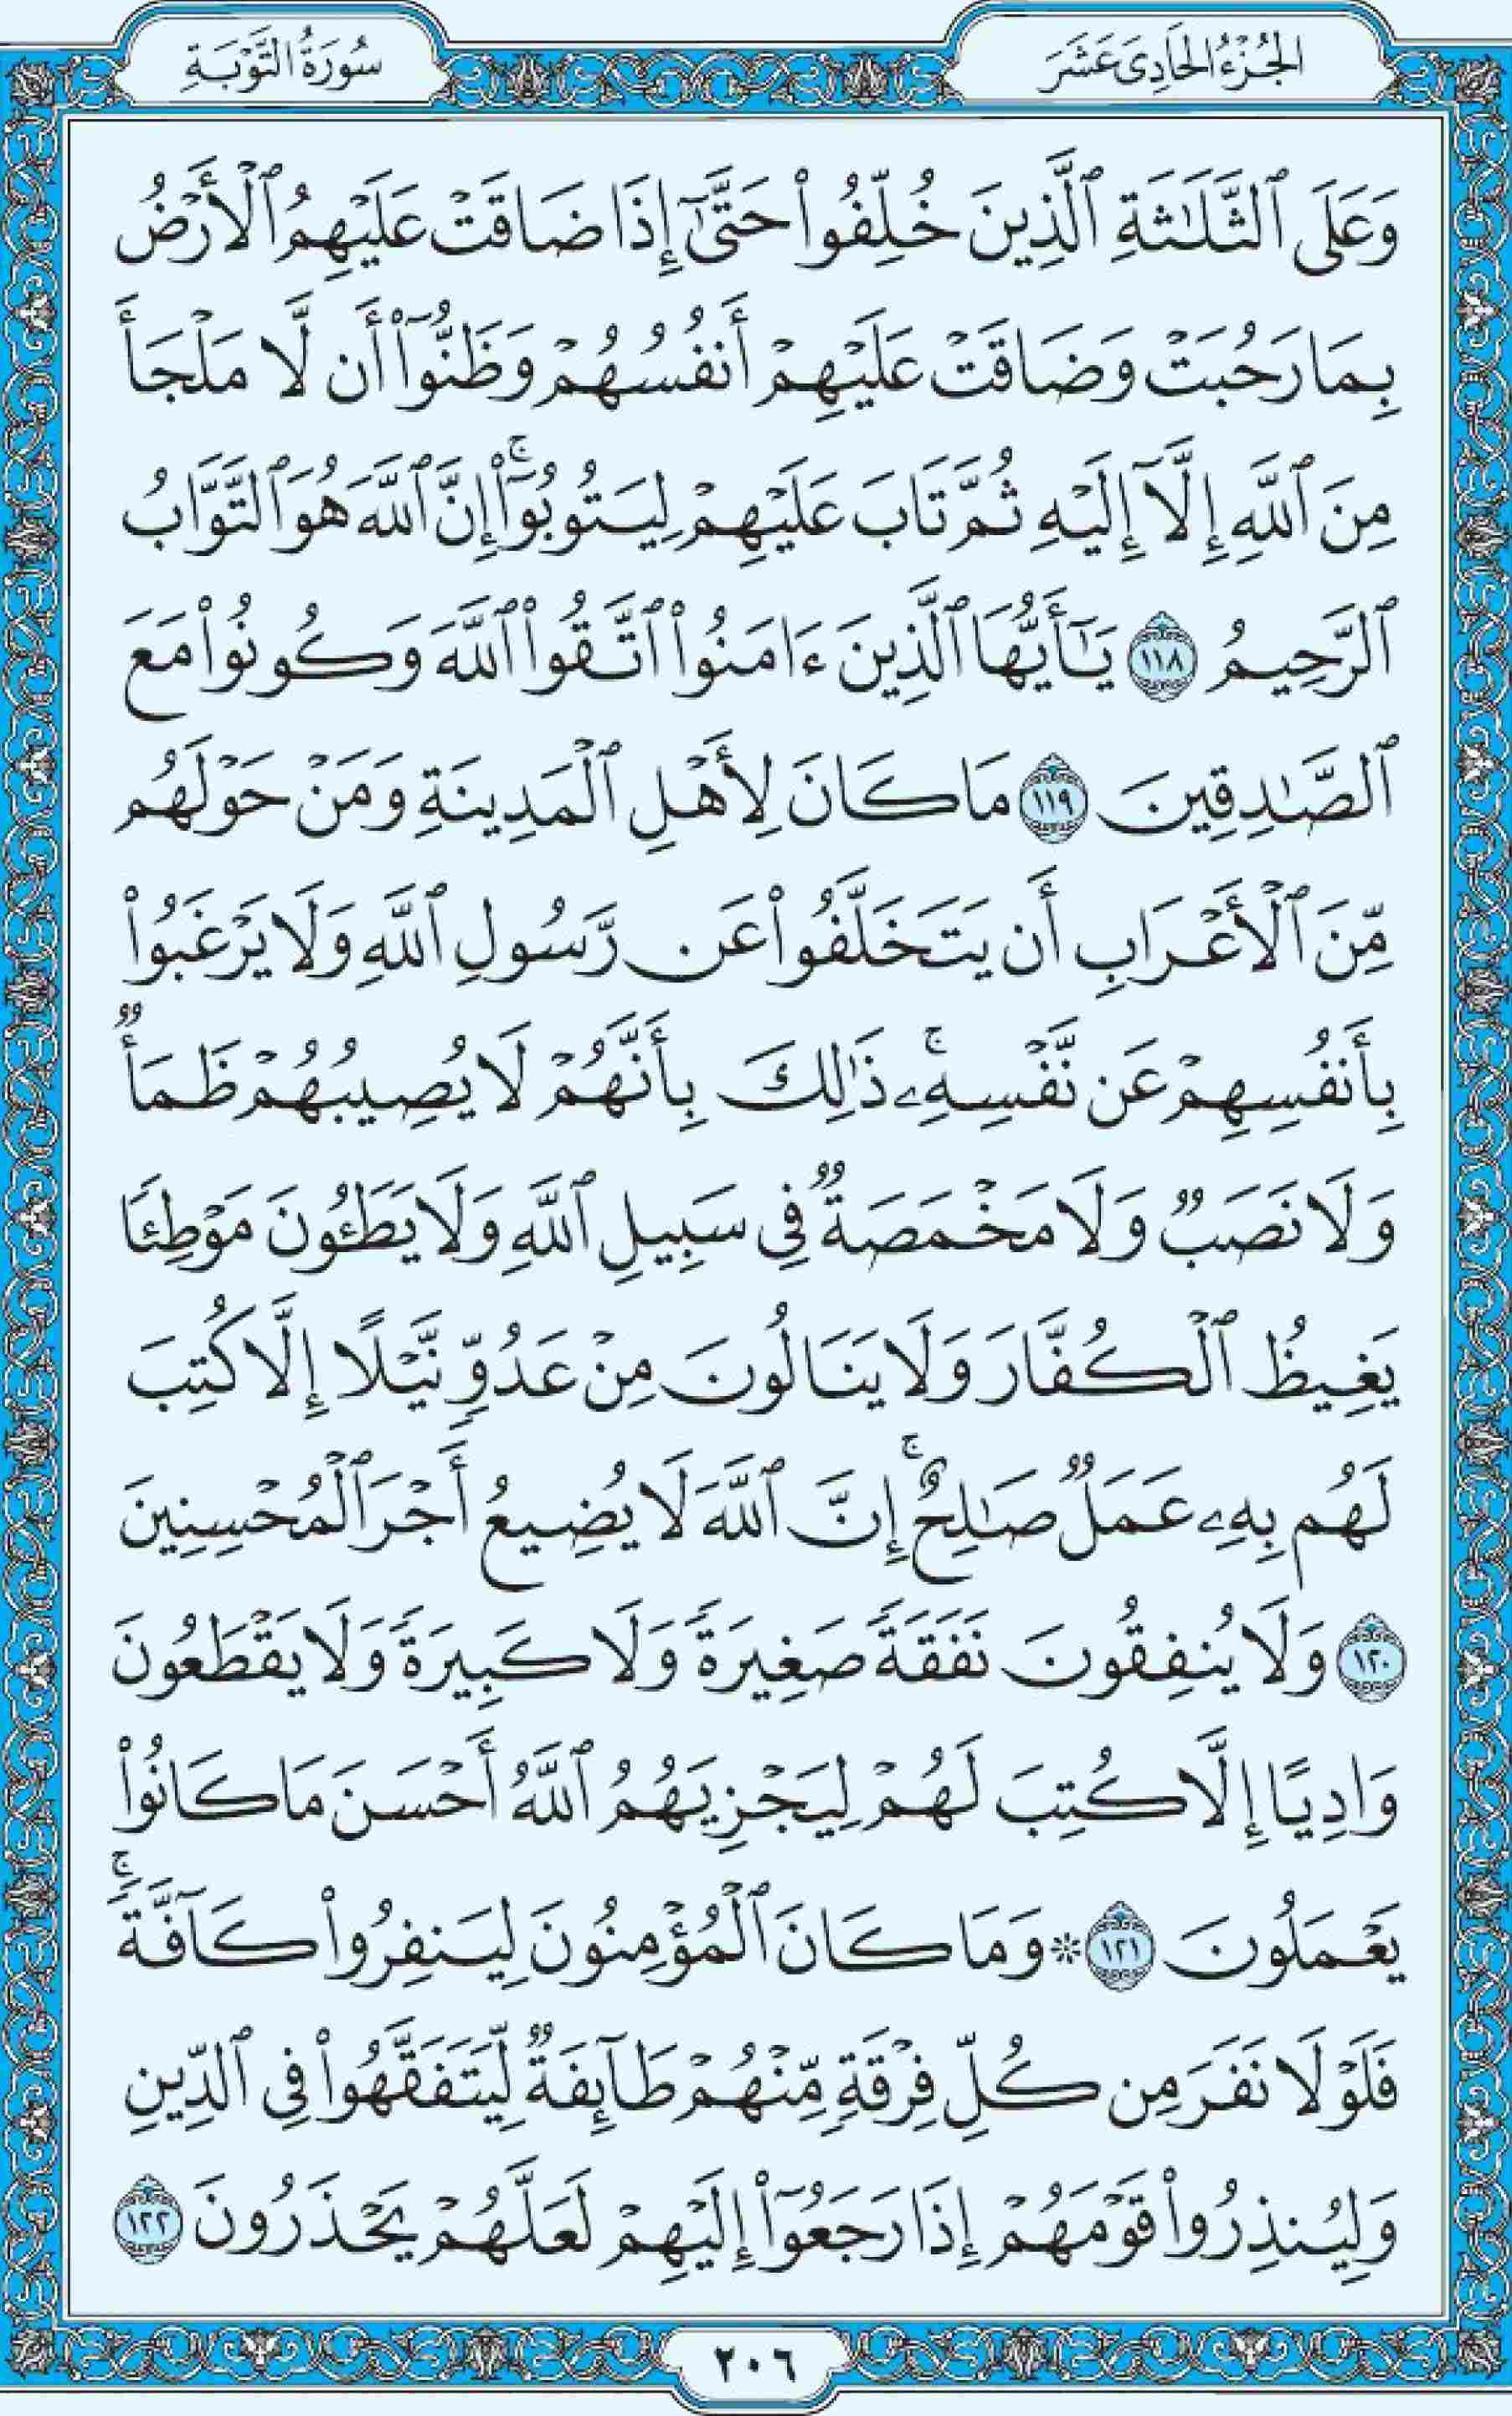 الجُزْءُ الحَادِىَ عَشَرَ
سُورَةُ التَّوْبَةِ
وَعَلَى ٱلثَّلَٰثَةِ ٱلَّذِينَ خُلِّفُوا۟ حَتَّىٰٓ إِذَا ضَاقَتْ عَلَيْهِمُ ٱلْأَرْضُ
بِمَا رَحُبَتْ وَضَاقَتْ عَلَيْهِمْ أَنفُسُهُمْ وَظَنُّوٓا۟ أَن لَّا مَلْجَأَ
مِنَ ٱللَّهِ إِلَّآ إِلَيْهِ ثُمَّ تَابَ عَلَيْهِمْ لِيَتُوبُوٓا۟ ۚ إِنَّ ٱللَّهَ هُوَ ٱلتَّوَّابُ
ٱلرَّحِيمُ ١١٨ يَٰٓأَيُّهَا ٱلَّذِينَ ءَامَنُوا۟ ٱتَّقُوا۟ ٱللَّهَ وَكُونُوا۟ مَعَ
ٱلصَّٰدِقِينَ ١١٩ مَا كَانَ لِأَهْلِ ٱلْمَدِينَةِ وَمَنْ حَوْلَهُم
مِّنَ ٱلْأَعْرَابِ أَن يَتَخَلَّفُوا۟ عَن رَّسُولِ ٱللَّهِ وَلَا يَرْغَبُوا۟
بِأَنفُسِهِمْ عَن نَّفْسِهِۦ ۚ ذَٰلِكَ بِأَنَّهُمْ لَا يُصِيبُهُمْ ظَمَأٌ
وَلَا نَصَبٌ وَلَا مَخْمَصَةٌ فِى سَبِيلِ ٱللَّهِ وَلَا يَطَـُٔونَ مَوْطِئًا
يَغِيظُ ٱلْكُفَّارَ وَلَا يَنَالُونَ مِنْ عَدُوٍّ نَّيْلًا إِلَّا كُتِبَ
لَهُم بِهِۦ عَمَلٌ صَٰلِحٌ ۚ إِنَّ ٱللَّهَ لَا يُضِيعُ أَجْرَ ٱلْمُحْسِنِينَ
١٢٠ وَلَا يُنفِقُونَ نَفَقَةً صَغِيرَةً وَلَا كَبِيرَةً وَلَا يَقْطَعُونَ
وَادِيًا إِلَّا كُتِبَ لَهُمْ لِيَجْزِيَهُمُ ٱللَّهُ أَحْسَنَ مَا كَانُوا۟
يَعْمَلُونَ ١٢١ ۞ وَمَا كَانَ ٱلْمُؤْمِنُونَ لِيَنفِرُوا۟ كَآفَّةً ۚ
فَلَوْلَا نَفَرَ مِن كُلِّ فِرْقَةٍ مِّنْهُمْ طَآئِفَةٌ لِّيَتَفَقَّهُوا۟ فِى ٱلدِّينِ
وَلِيُنذِرُوا۟ قَوْمَهُمْ إِذَا رَجَعُوٓا۟ إِلَيْهِمْ لَعَلَّهُمْ يَحْذَرُونَ ١٢٢
٢٠٦